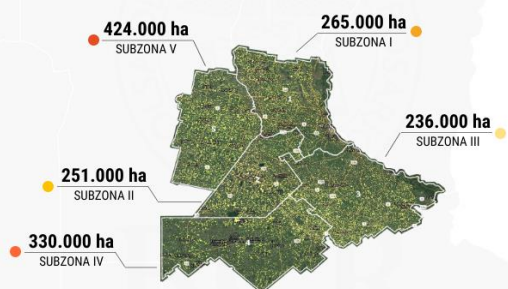 424.000 ha
SUBZONA V
265.000 ha
SUBZONA I
236.000 ha
SUBZONA III
251.000 ha
SUBZONA II
330.000 ha
SUBZONA IV